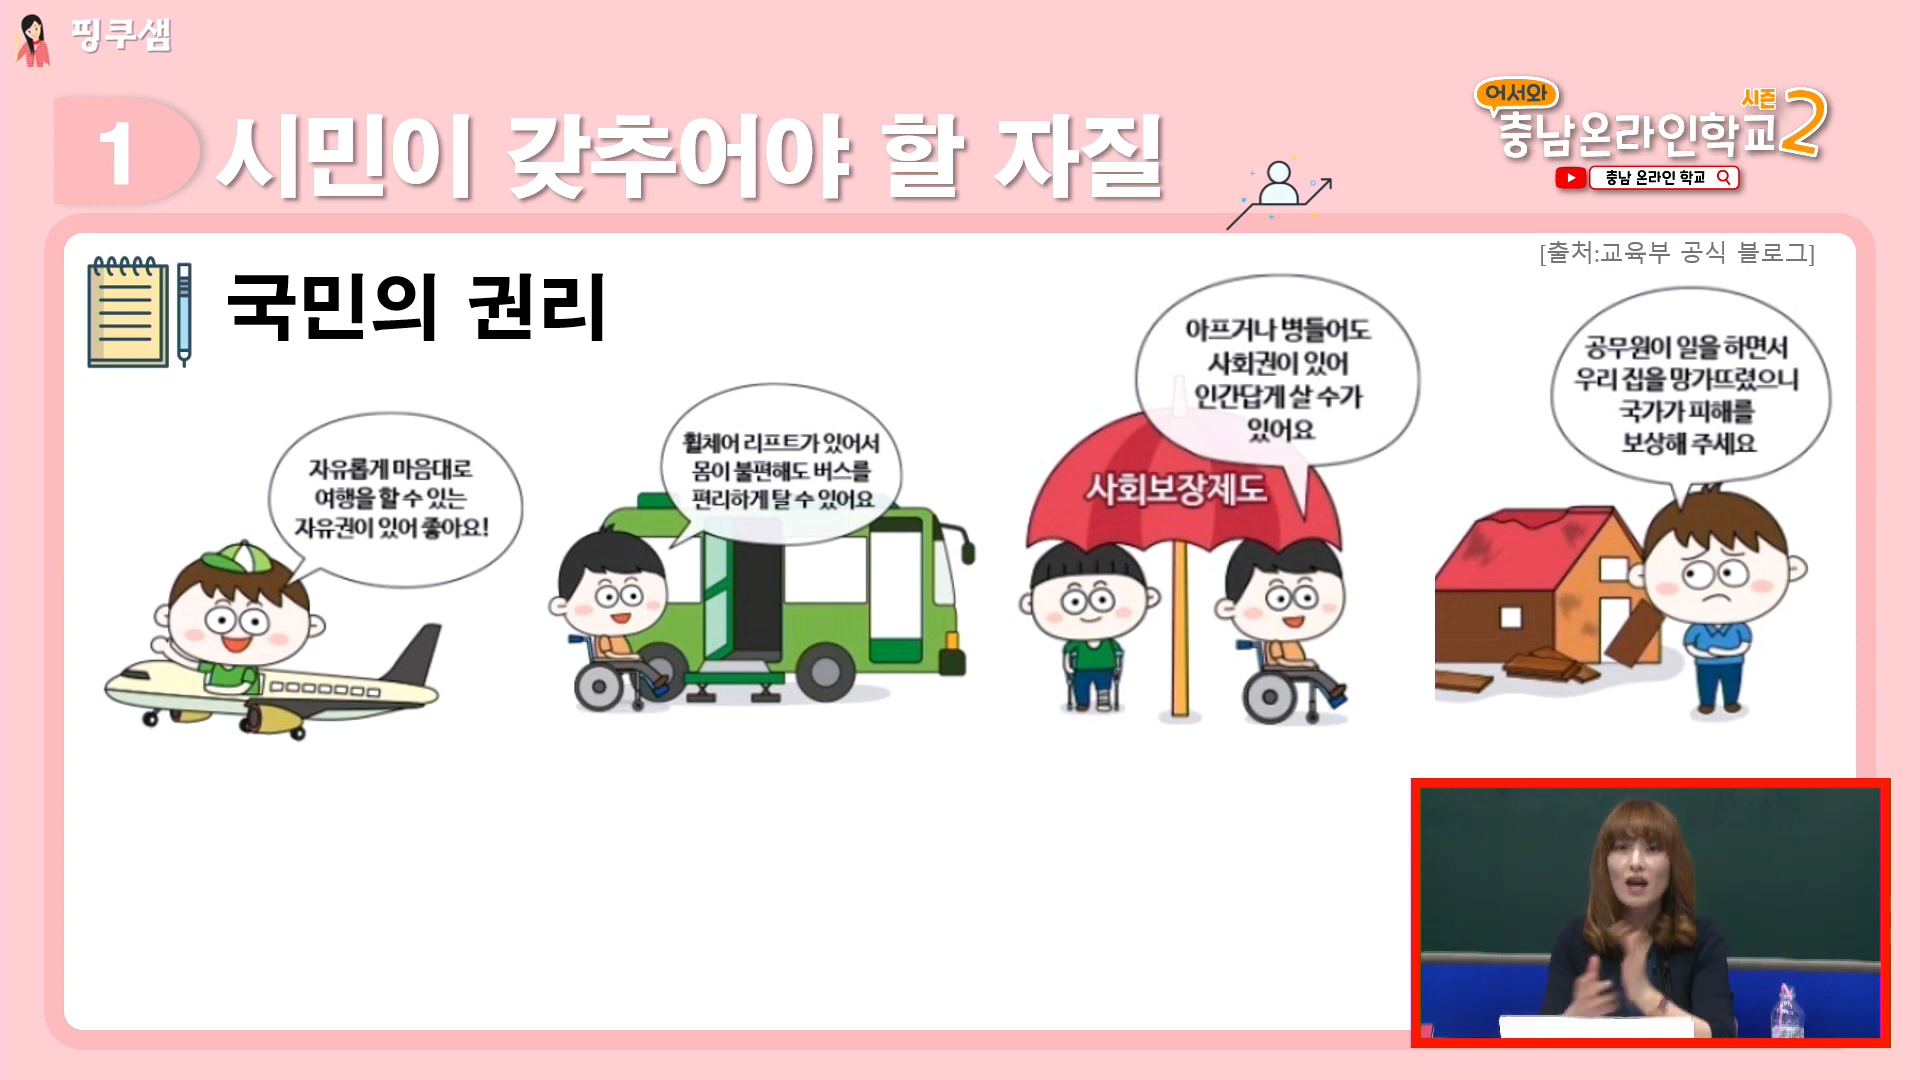 핑쿠샘
1 시민이 갖추어야 할 자질
어서와
충남온라인학교
시즌2
충남 온라인 학교
[출처:교육부 공식 블로그]
국민의 권리
자유롭게 마음대로
여행을 할 수 있는
자유권이 있어 좋아요!
휠체어 리프트가 있어서
몸이 불편해도 버스를
편리하게 탈 수 있어요
아프거나 병들어도
사회권이 있어
인간답게 살 수가
있어요
사회보장제도
공무원이 일을 하면서
우리 집을 망가뜨렸으니
국가가 피해를
보상해 주세요